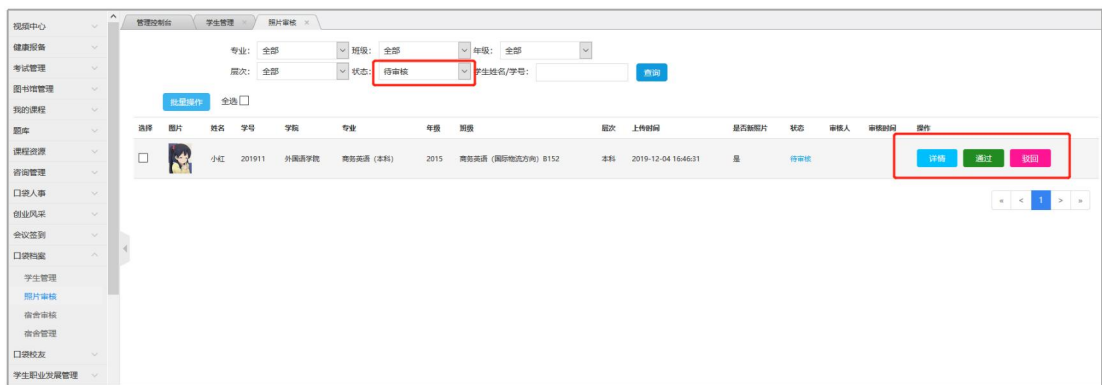 视频中心
健康报备
考试管理
图书馆管理
我的课程
题库
课程资源
咨询管理
口袋人事
创业风采
会议签到
口袋档案
学生管理
照片审核
宿舍审核
宿舍管理
口袋校友
学生职业发展管理
管理控制台 学生管理 × 照片审核 ×
专业: 全部 班级: 全部 年级: 全部
层次: 全部 状态: 待审核 学生姓名/学号: 查询
批量操作 全选
选择 图片 姓名 学号 学院 专业 年级 班级 层次 上传时间 是否新照片 状态 审核人 审核时间 操作
小红 201911 外国语学院 商务英语 (本科) 2015 商务英语 (国际物流方向) B152 本科 2019-12-04 16:46:31 是 待审核 详情 通过 驳回
« < 1 > »